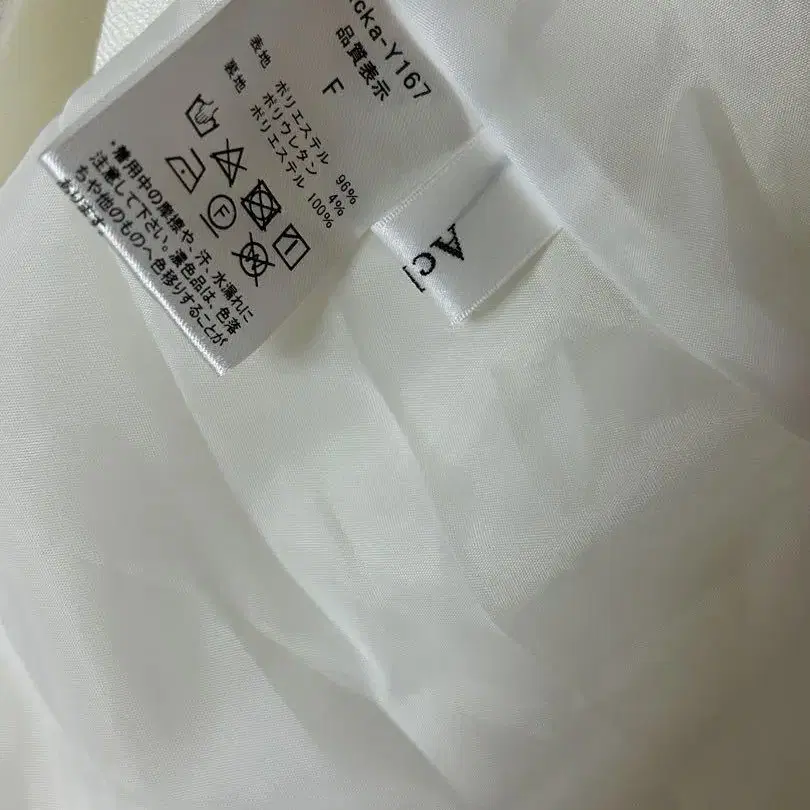 cka-Y167
品質表示
F
表地 ポリエステル 96%
ポリウレタン 4%
裏地 ポリエステル 100%
・着用中の摩擦や、汗、水漏れに
注意して下さい。濃色品は、色落
ちや他のものへ色移りすることが
あります
F
Ac